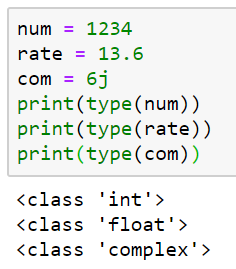 num = 1234
rate = 13.6
com = 6j
print(type(num))
print(type(rate))
print(type(com))
<class 'int'>
<class 'float'>
<class 'complex'>